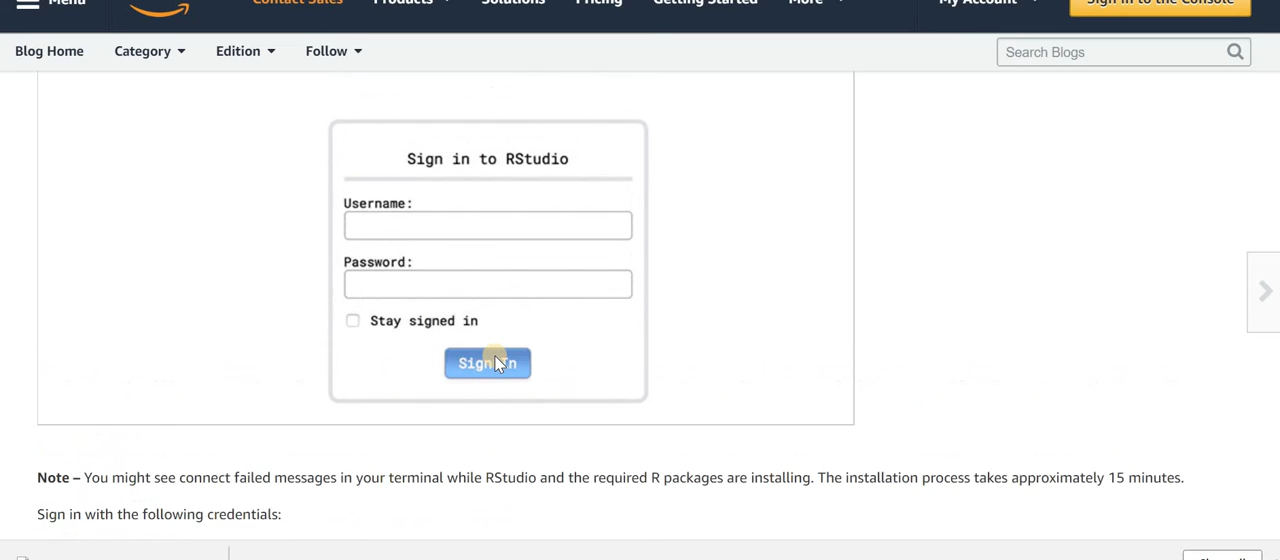 Menu
Contact Sales Products Solutions Pricing Getting Started More My Account Sign in to the Console
Blog Home Category Edition Follow Search Blogs
Sign in to RStudio
Username:
Password:
Stay signed in
Sign In
Note – You might see connect failed messages in your terminal while RStudio and the required R packages are installing. The installation process takes approximately 15 minutes.
Sign in with the following credentials: